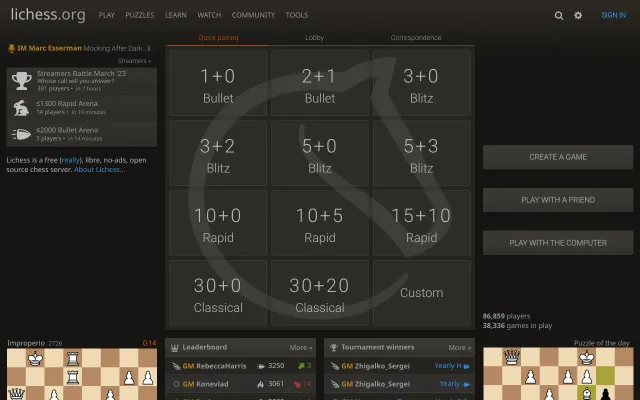 lichess.org
PLAY PUZZLES LEARN WATCH COMMUNITY TOOLS
SIGN IN
IM Marc Esserman Mocking After Dark...li...
Streamers »
Streamers Battle March '23
Whose call will you answer?
391 players • in 7 hours
≤1300 Rapid Arena
14 players • in 10 minutes
≤2000 Bullet Arena
3 players • in 14 minutes
Lichess is a free (really), libre, no-ads, open
source chess server. About Lichess...
Quick pairing Lobby Correspondence
1+0
Bullet
2+1
Bullet
3+0
Blitz
3+2
Blitz
5+0
Blitz
5+3
Blitz
10+0
Rapid
10+5
Rapid
15+10
Rapid
30+0
Classical
30+20
Classical
Custom
CREATE A GAME
PLAY WITH A FRIEND
PLAY WITH THE COMPUTER
86,859 players
38,336 games in play
Improperio 2726 0:14
Leaderboard More »
GM RebeccaHarris 3250 3
GM Konevlad 3061 14
Tournament winners More »
GM Zhigalko_Sergei Yearly H
GM Zhigalko_Sergei Yearly
Puzzle of the day